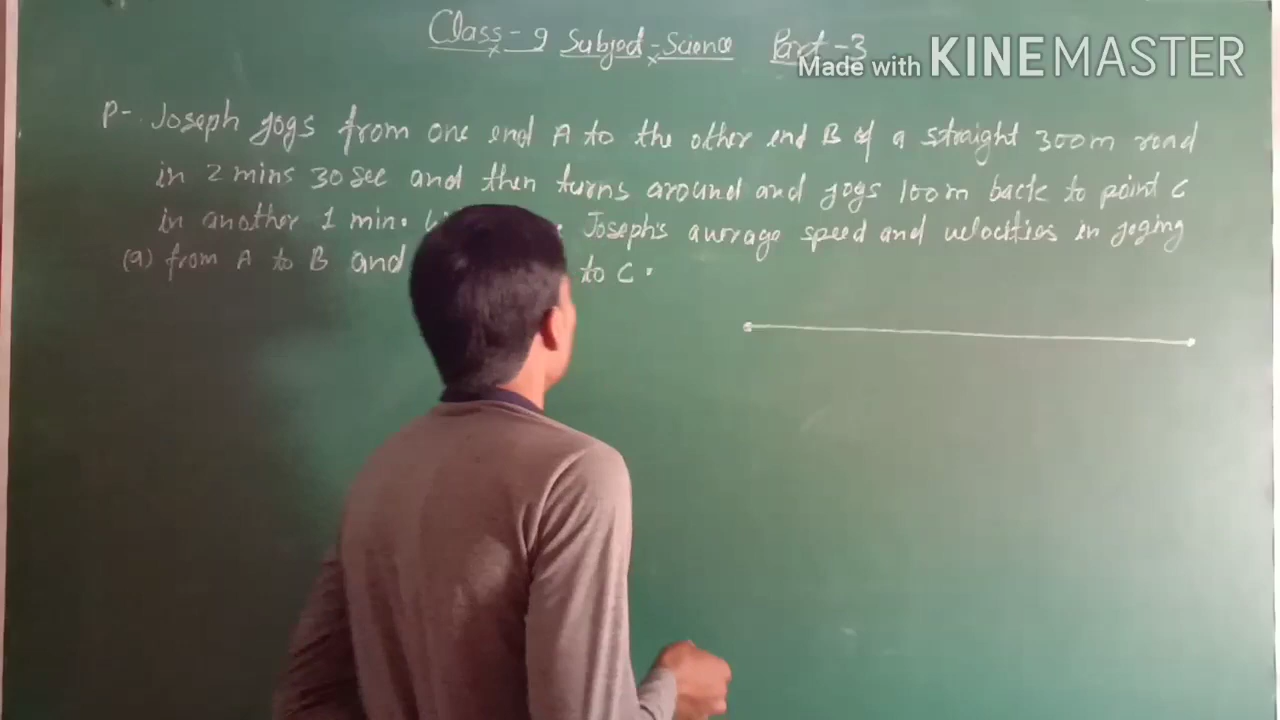 Class-9 Subject-Science Part-3
Made with KINEMASTER
P- Joseph jogs from one end A to the other end B of a straight 300m road
in 2 mins 30 sec and then turns around and jogs 100m back to point C
in another 1 min. Joseph's average speed and velocities in joging
(a) from A to B and to C.